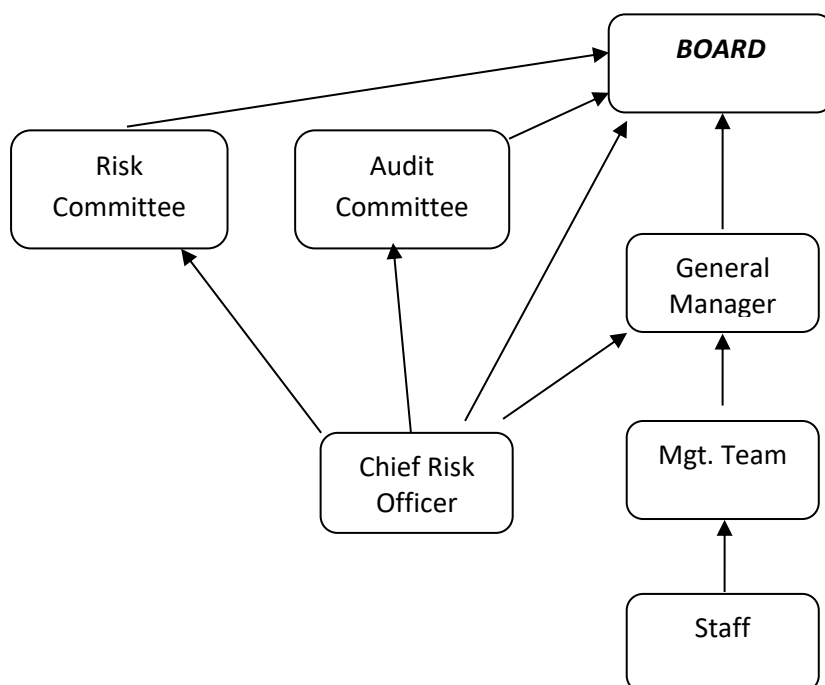 BOARD
Risk
Committee
Audit
Committee
General
Manager
Chief Risk
Officer
Mgt. Team
Staff